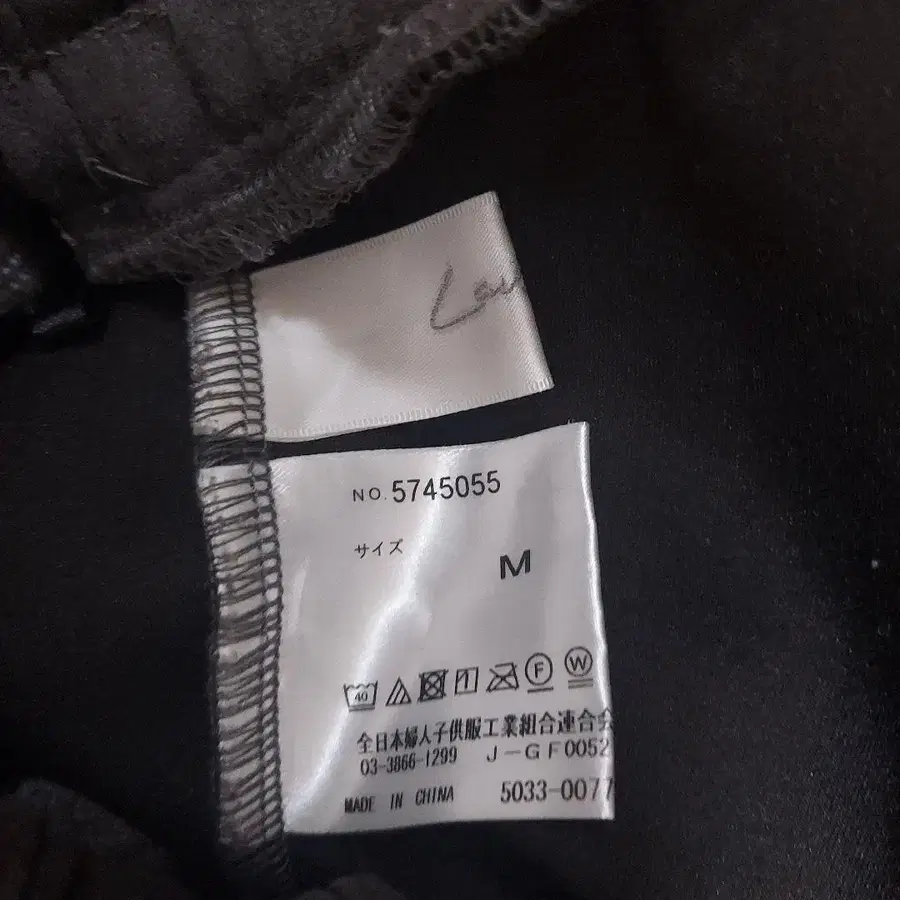 NO. 5745055
サイズ
M
40 F W
全日本婦人子供服工業組合連合会
03-3866-1299 J-GF0052
MADE IN CHINA 5033-0077